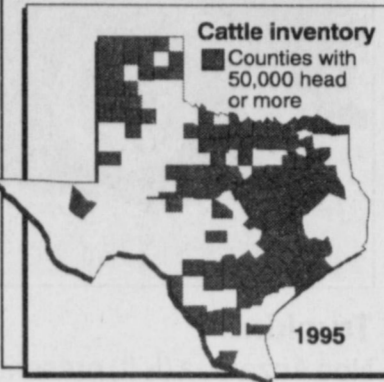 Cattle inventory
Counties with
50,000 head
or more
1995